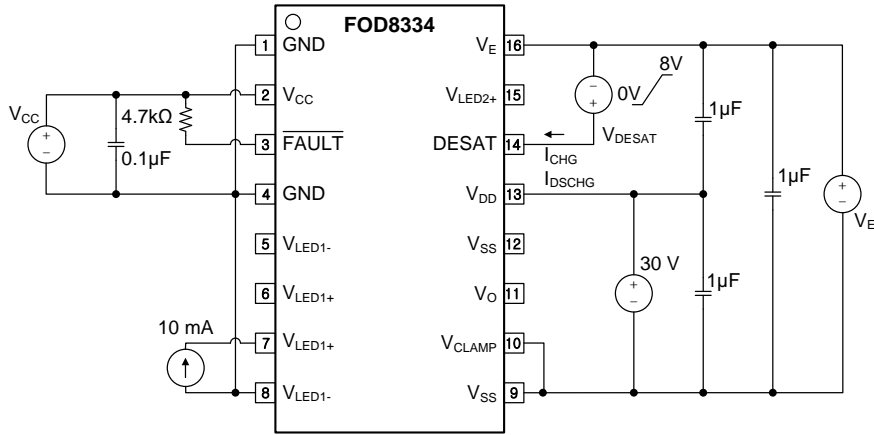 FOD8334
1 GND
2 VCC
3 FAULT
4 GND
5 VLED1-
6 VLED1+
7 VLED1+
8 VLED1-
VE 16
VLED2+ 15
DESAT 14
VDD 13
VSS 12
VO 11
VCLAMP 10
VSS 9
VCC
+
−
4.7kΩ
0.1µF
10 mA
−
+
0V
8V
VDESAT
ICHG
IDSCHG
+
−
30 V
1µF
1µF
1µF
+
−
VE